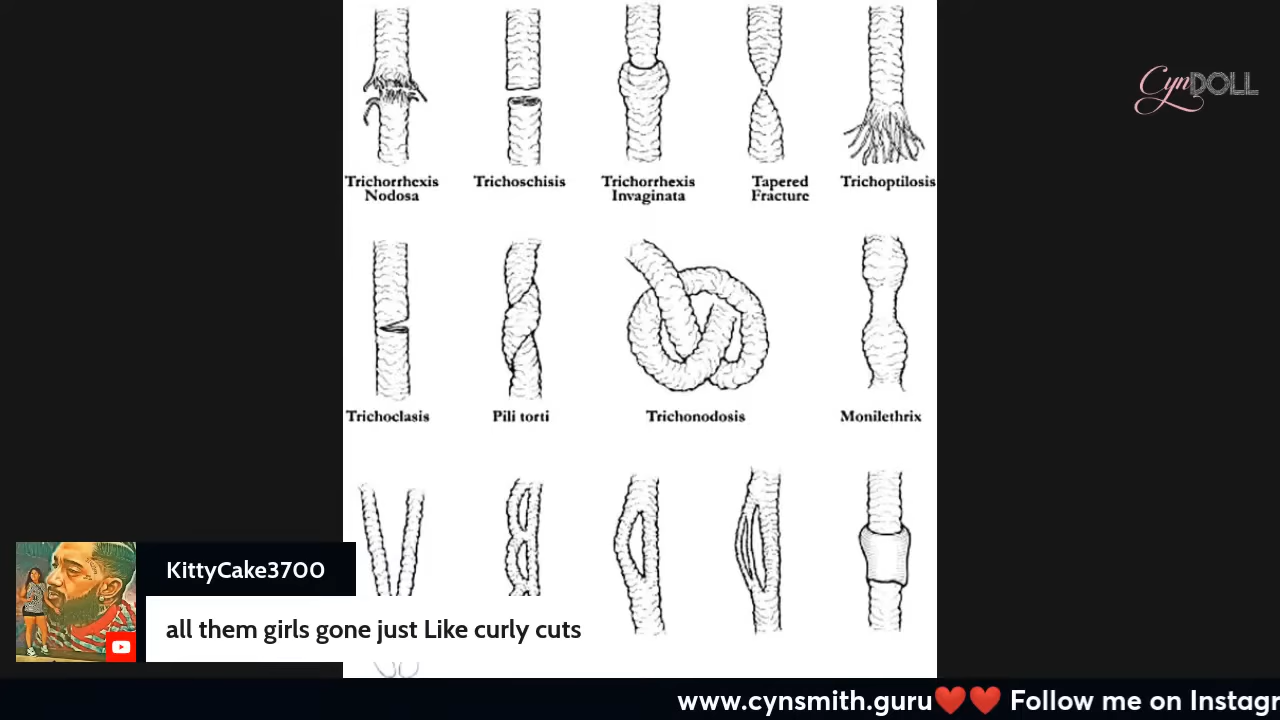 CynDOLL
Trichorrhexis Nodosa
Trichoschisis
Trichorrhexis Invaginata
Tapered Fracture
Trichoptilosis
Trichoclasis
Pili torti
Trichonodosis
Monilethrix
KittyCake3700
all them girls gone just Like curly cuts
www.cynsmith.guru❤️❤️ Follow me on Instagr